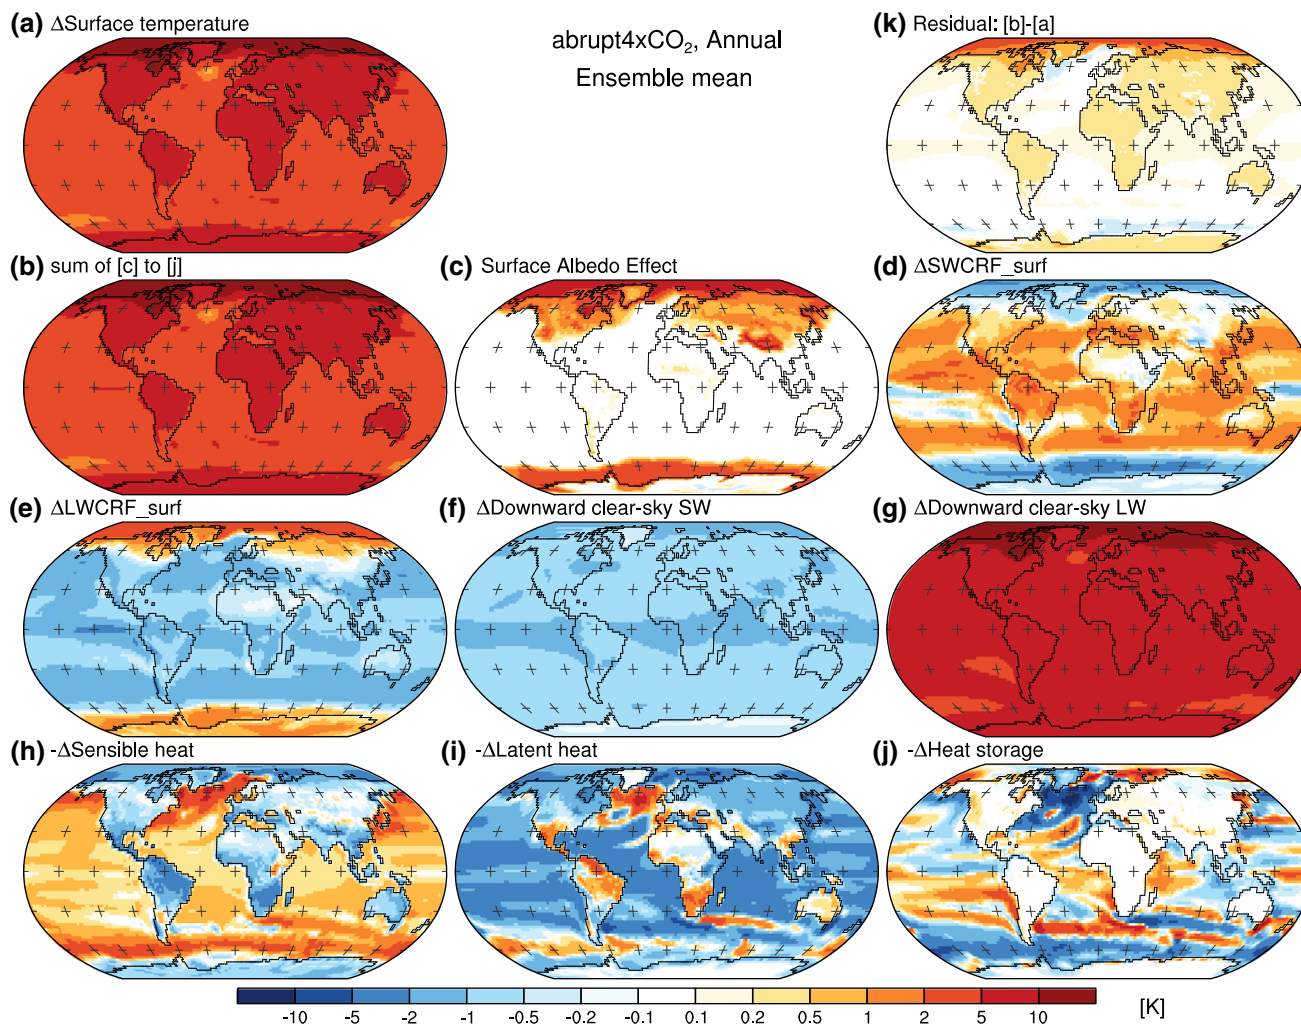 (a) ΔSurface temperature
abrupt4xCO₂, Annual
Ensemble mean
(k) Residual: [b]-[a]
(b) sum of [c] to [j]
(c) Surface Albedo Effect
(d) ΔSWCRF_surf
(e) ΔLWCRF_surf
(f) ΔDownward clear-sky SW
(g) ΔDownward clear-sky LW
(h) -ΔSensible heat
(i) -ΔLatent heat
(j) -ΔHeat storage
-10 -5 -2 -1 -0.5 -0.2 -0.1 0.1 0.2 0.5 1 2 5 10 [K]